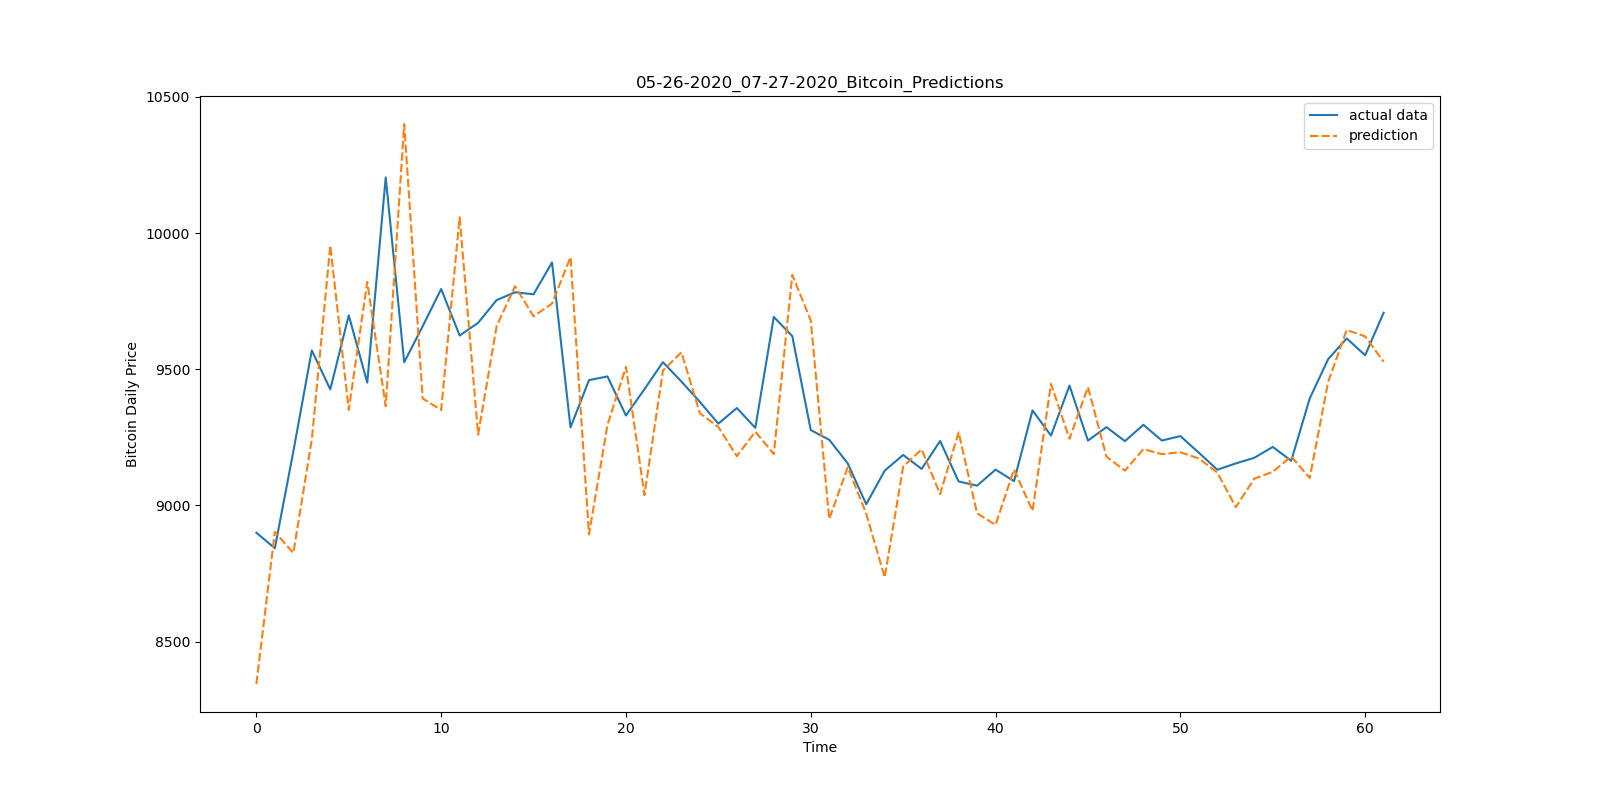 05-26-2020_07-27-2020_Bitcoin_Predictions
10500
10000
9500
9000
8500
Bitcoin Daily Price
actual data
prediction
0 10 20 30 40 50 60
Time